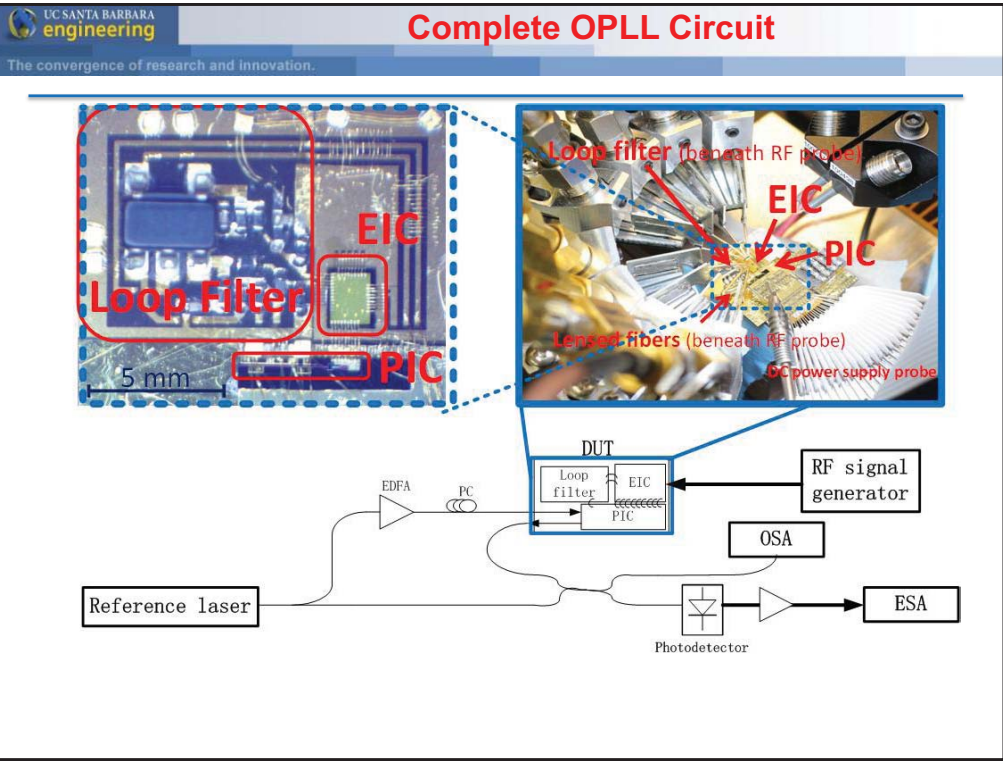 UC SANTA BARBARA
engineering
Complete OPLL Circuit
The convergence of research and innovation.
Loop Filter
EIC
PIC
5 mm
Loop filter (beneath RF probe)
EIC
PIC
Lensed fibers (beneath RF probe)
DC power supply probe
DUT
Loop
filter
EIC
PIC
EDFA
PC
RF signal
generator
OSA
Reference laser
ESA
Photodetector